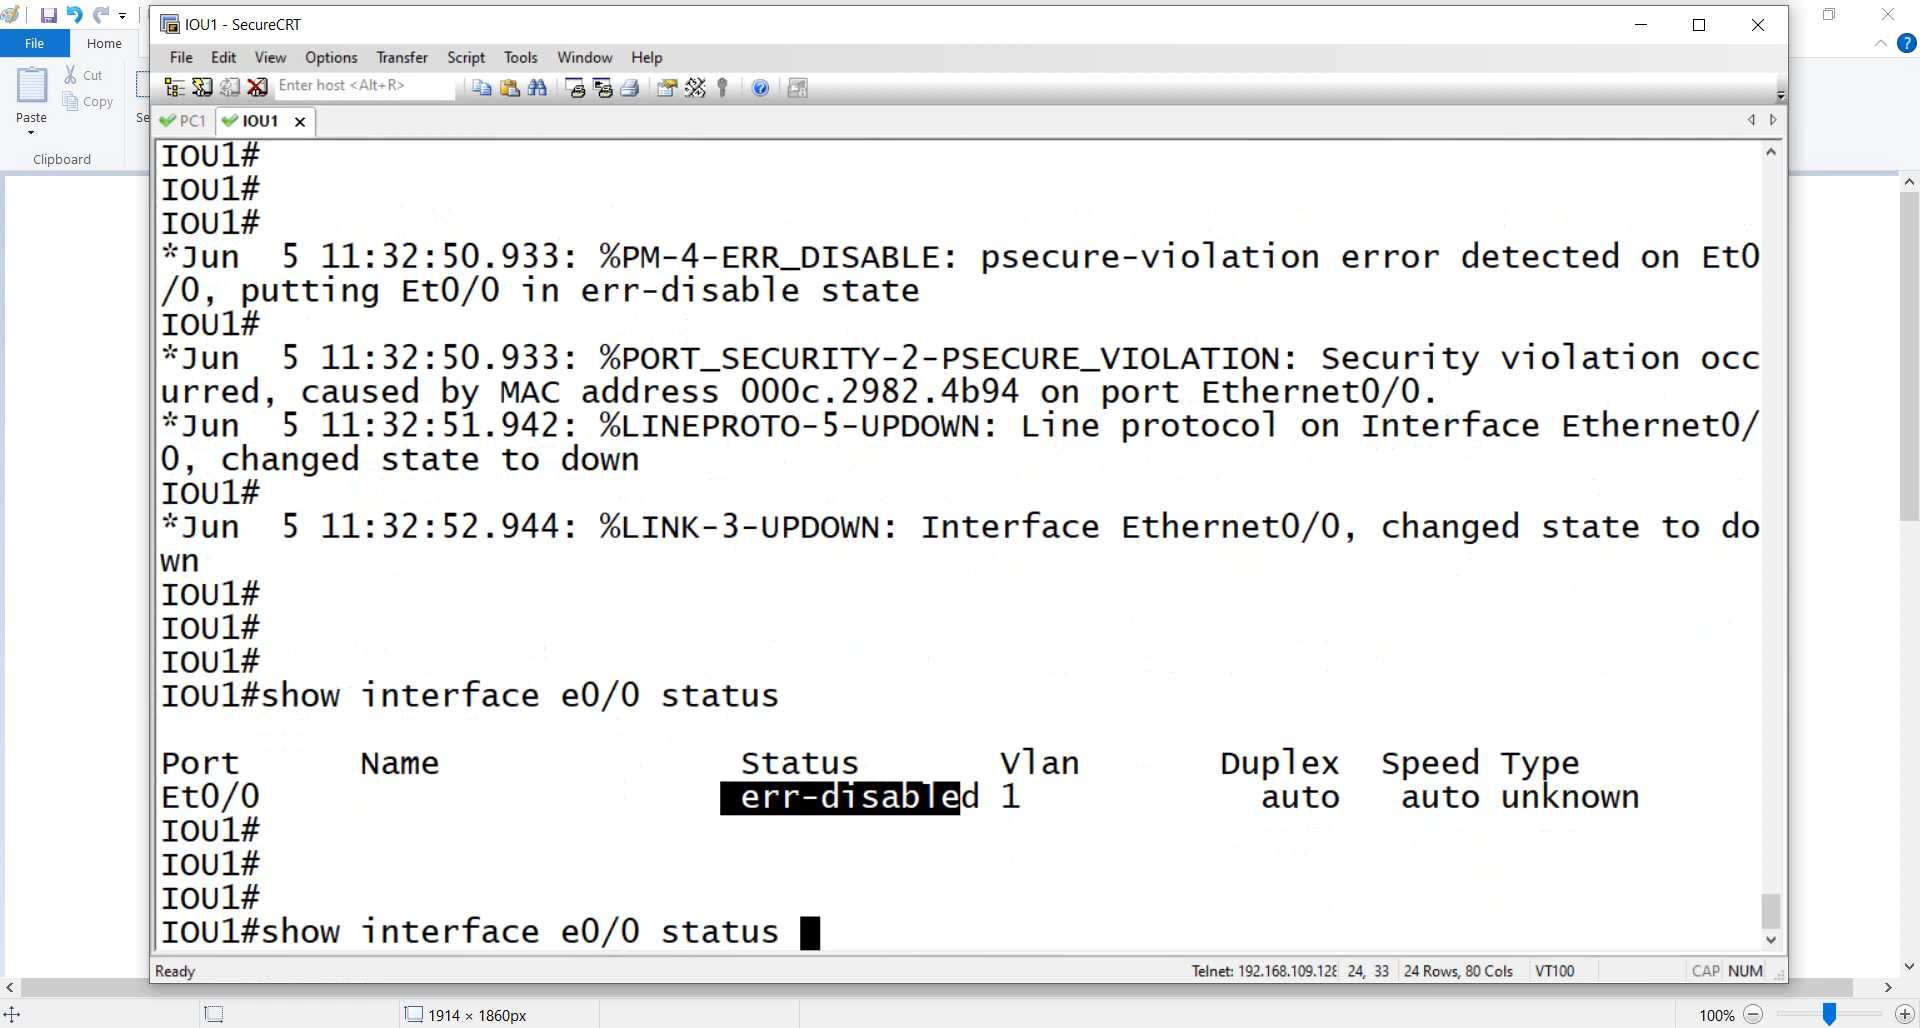 IOU1 - SecureCRT
File
Home
Cut
Copy
Paste
Se
Clipboard
File Edit View Options Transfer Script Tools Window Help
Enter host <Alt+R>
PC1
IOU1
IOU1#
IOU1#
IOU1#
*Jun  5 11:32:50.933: %PM-4-ERR_DISABLE: psecure-violation error detected on Et0
/0, putting Et0/0 in err-disable state
IOU1#
*Jun  5 11:32:50.933: %PORT_SECURITY-2-PSECURE_VIOLATION: Security violation occ
urred, caused by MAC address 000c.2982.4b94 on port Ethernet0/0.
*Jun  5 11:32:51.942: %LINEPROTO-5-UPDOWN: Line protocol on Interface Ethernet0/
0, changed state to down
IOU1#
*Jun  5 11:32:52.944: %LINK-3-UPDOWN: Interface Ethernet0/0, changed state to do
wn
IOU1#
IOU1#
IOU1#
IOU1#show interface e0/0 status
Port      Name               Status       Vlan       Duplex  Speed Type
Et0/0                        err-disabled 1            auto   auto unknown
IOU1#
IOU1#
IOU1#
IOU1#show interface e0/0 status
Ready
Telnet: 192.168.109.128 24, 33 24 Rows, 80 Cols VT100 CAP NUM
1914 × 1860px
100%